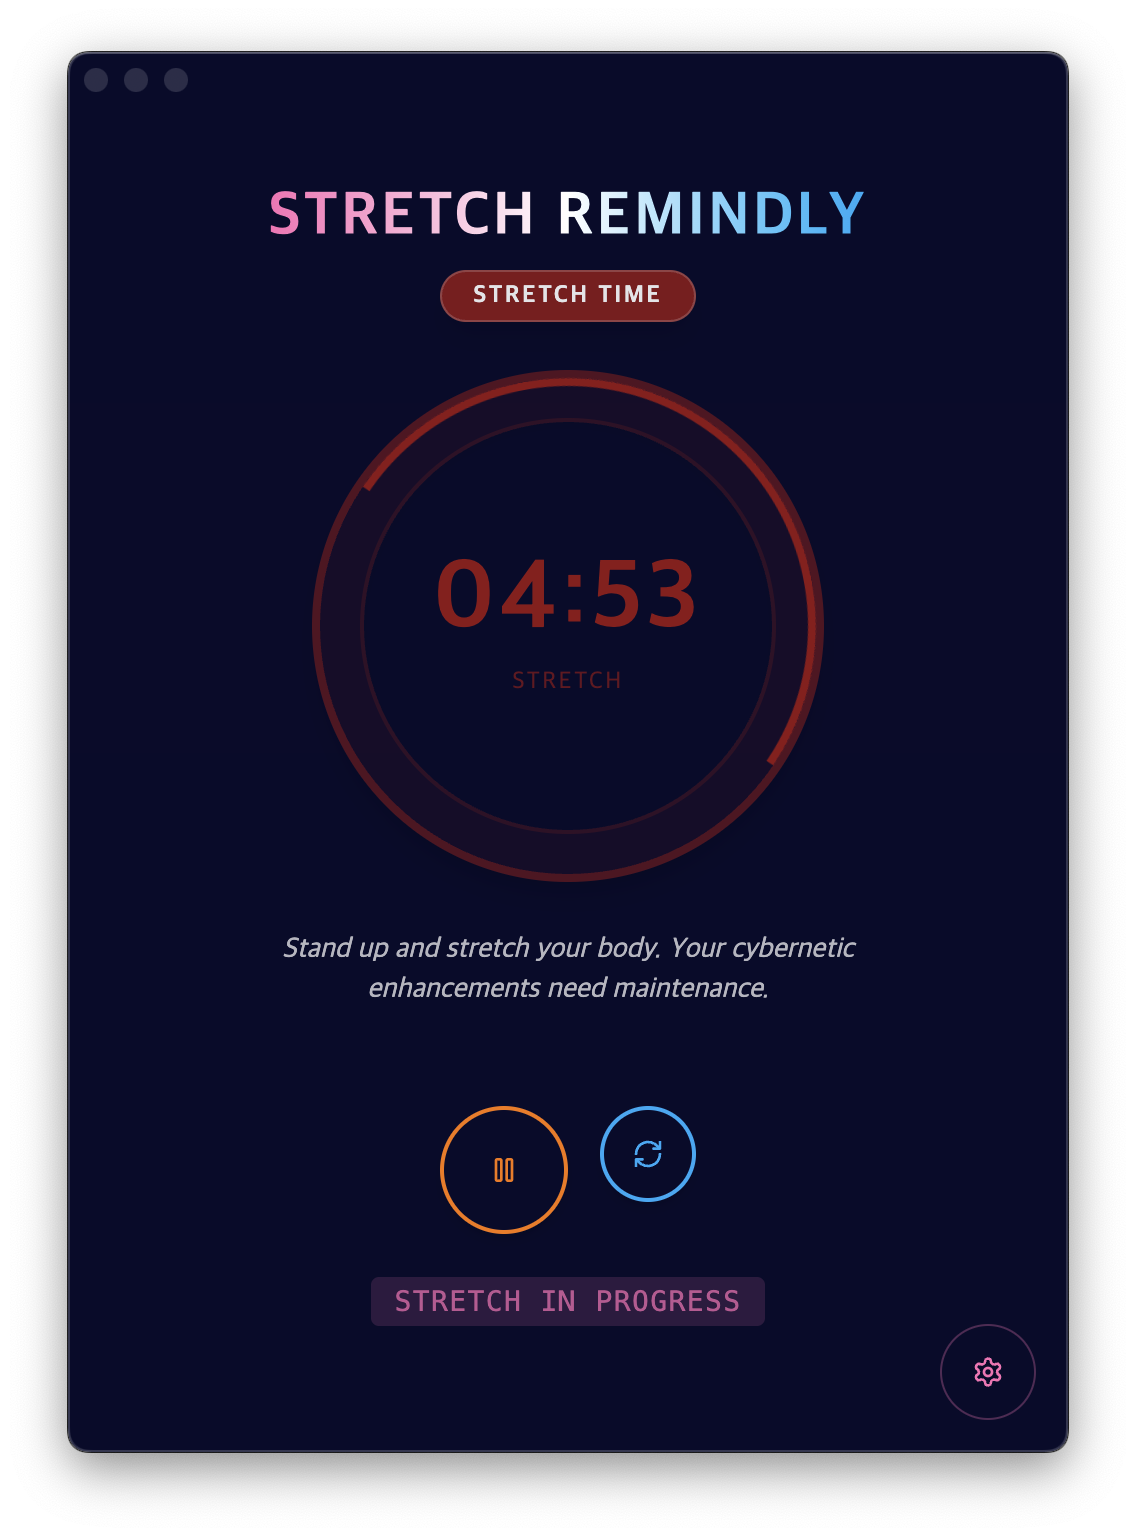 STRETCH REMINDLY
STRETCH TIME
04:53
STRETCH
Stand up and stretch your body. Your cybernetic
enhancements need maintenance.
STRETCH IN PROGRESS